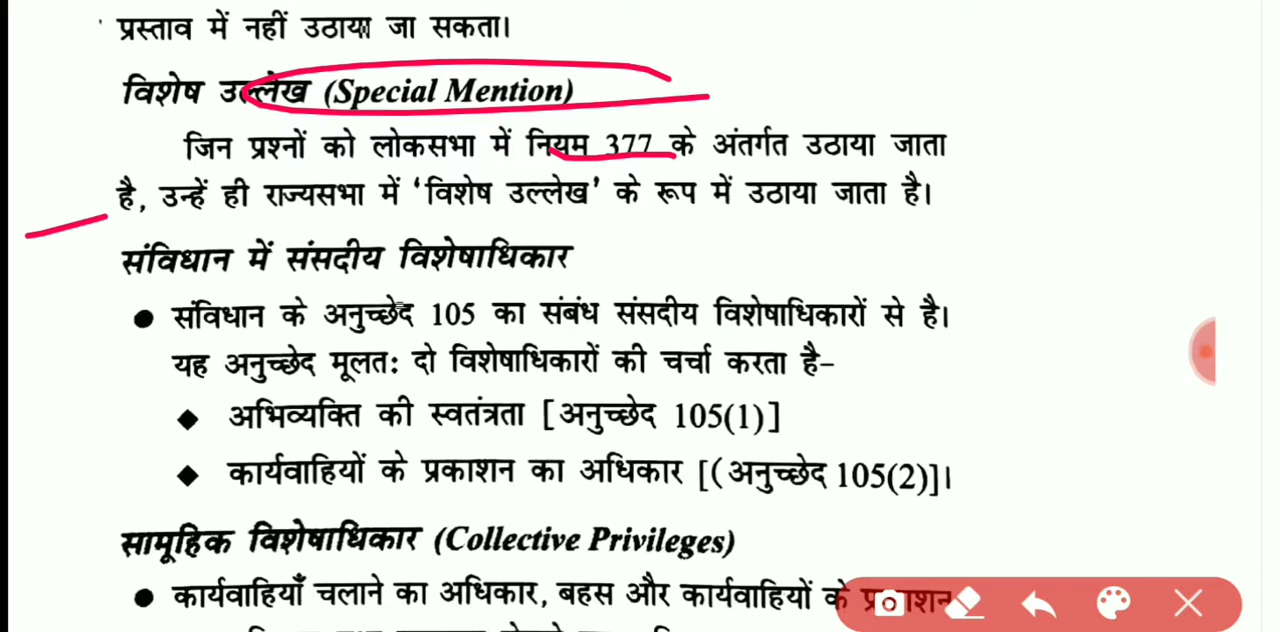 प्रस्ताव में नहीं उठाया जा सकता।
विशेष उल्लेख (Special Mention)
जिन प्रश्नों को लोकसभा में नियम 377 के अंतर्गत उठाया जाता
है, उन्हें ही राज्यसभा में ‘विशेष उल्लेख’ के रूप में उठाया जाता है।
संविधान में संसदीय विशेषाधिकार
● संविधान के अनुच्छेद 105 का संबंध संसदीय विशेषाधिकारों से है।
यह अनुच्छेद मूलत: दो विशेषाधिकारों की चर्चा करता है-
◆ अभिव्यक्ति की स्वतंत्रता [अनुच्छेद 105(1)]
◆ कार्यवाहियों के प्रकाशन का अधिकार [(अनुच्छेद 105(2)]।
सामूहिक विशेषाधिकार (Collective Privileges)
● कार्यवाहियाँ चलाने का अधिकार, बहस और कार्यवाहियों के प्रकाशन